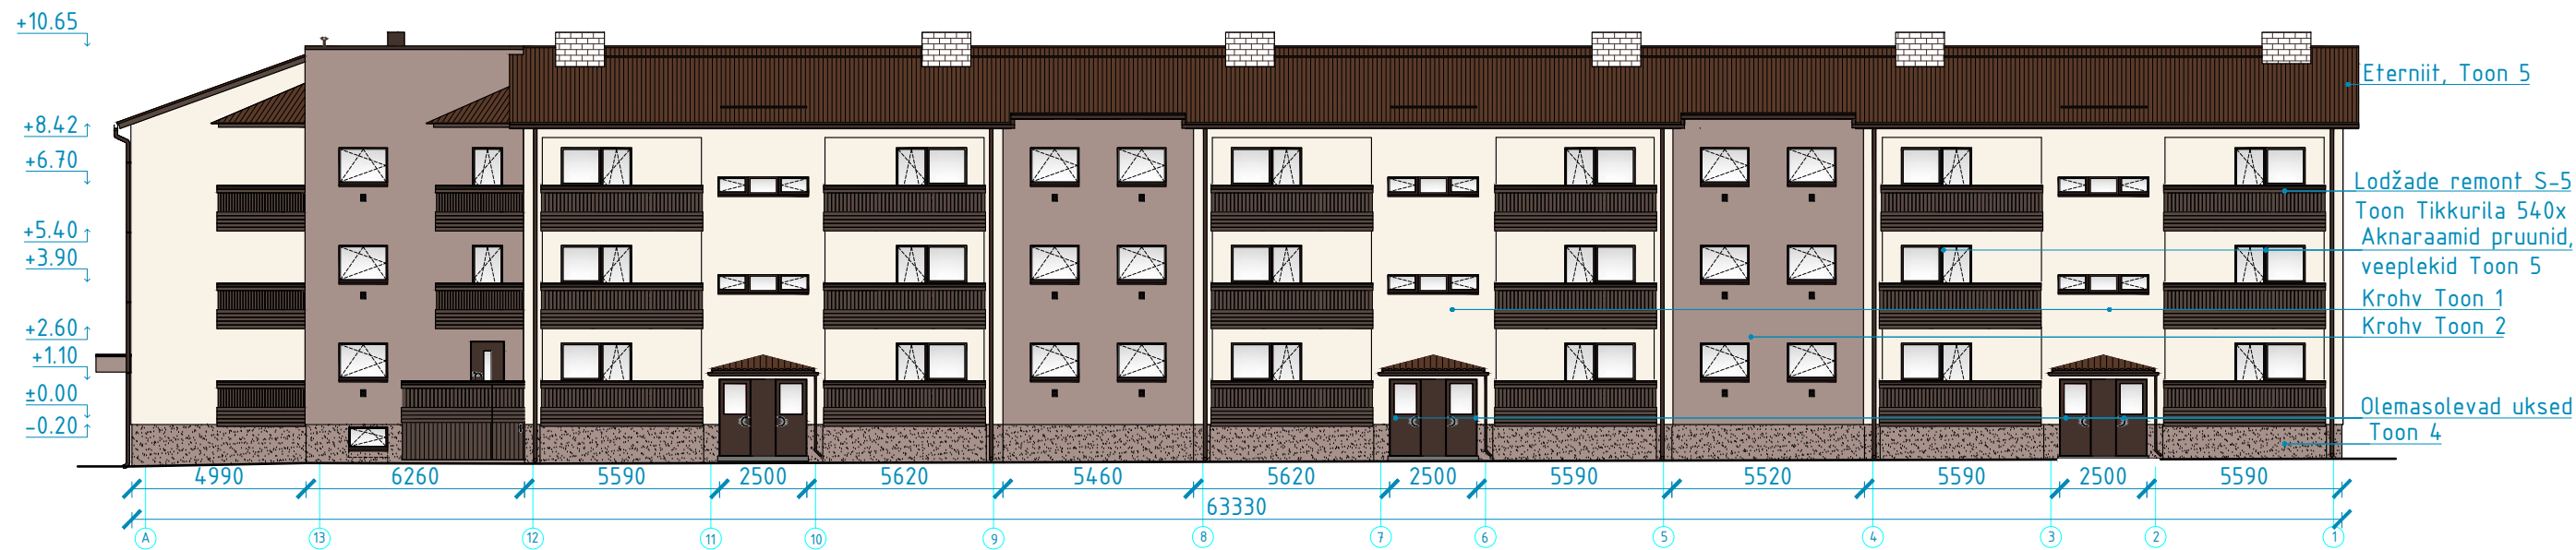 +10.65
+8.42
+6.70
+5.40
+3.90
+2.60
+1.10
±0.00
-0.20
Eterniit, Toon 5
Lodžade remont S-5
Toon Tikkurila 540x
Aknaraamid pruunid,
veeplekid Toon 5
Krohv Toon 1
Krohv Toon 2
Olemasolevad uksed
Toon 4
4990 6260 5590 2500 5620 5460 5620 2500 5590 5520 5590 2500 5590
63330
A 13 12 11 10 9 8 7 6 5 4 3 2 1